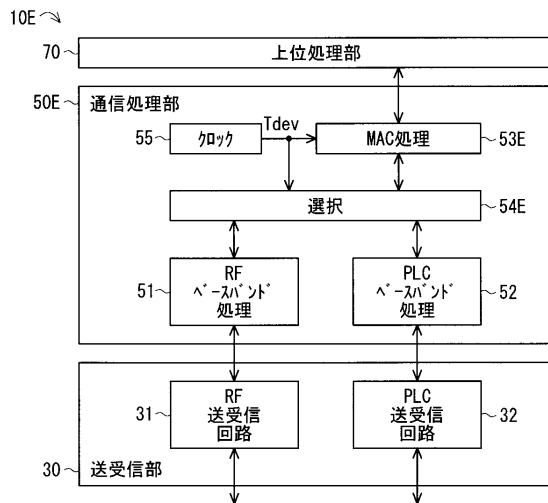 10E
70
上位処理部
50E
通信処理部
55
クロック
Tdev
MAC処理
53E
選択
54E
51
RF
ベースバンド
処理
PLC
ベースバンド
処理
52
31
RF
送受信
回路
PLC
送受信
回路
32
30
送受信部